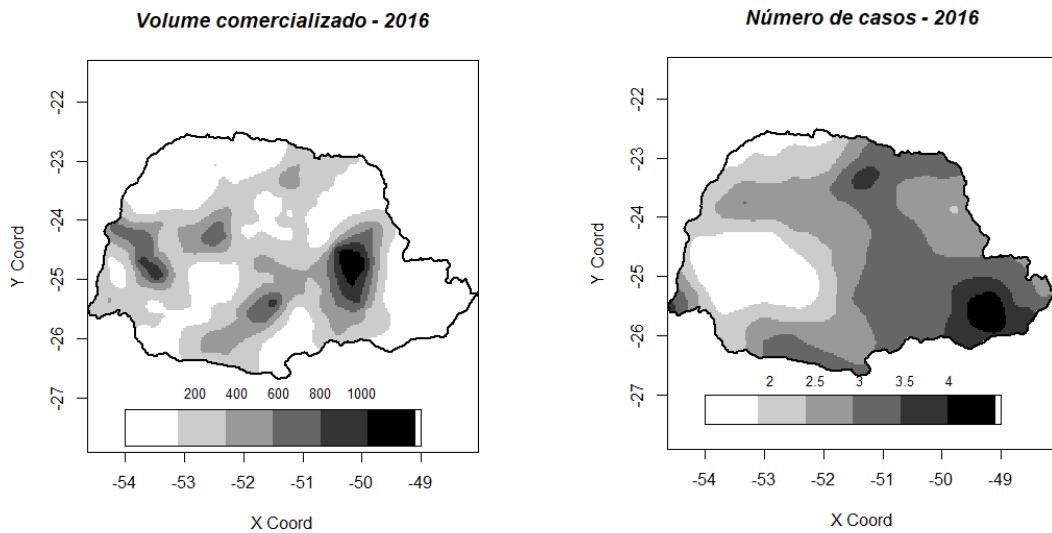 Volume comercializado - 2016
Y Coord
-22
-23
-24
-25
-26
-27
200 400 600 800 1000
-54 -53 -52 -51 -50 -49
X Coord
Número de casos - 2016
Y Coord
-22
-23
-24
-25
-26
-27
2 2.5 3 3.5 4
-54 -53 -52 -51 -50 -49
X Coord